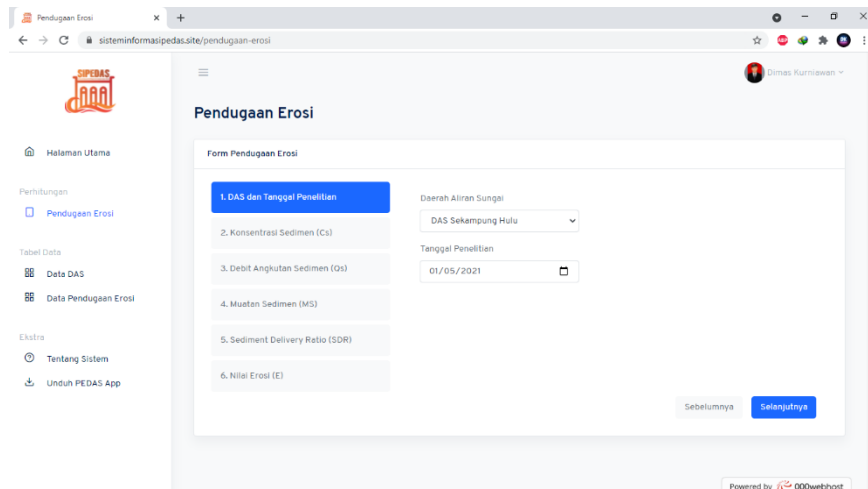 Pendugaan Erosi
sisteminformasipedas.site/pendugaan-erosi
SIPEDAS
Dimas Kurniawan
Pendugaan Erosi
Halaman Utama
Perhitungan
Pendugaan Erosi
Tabel Data
Data DAS
Data Pendugaan Erosi
Ekstra
Tentang Sistem
Unduh PEDAS App
Form Pendugaan Erosi
1. DAS dan Tanggal Penelitian
2. Konsentrasi Sedimen (Cs)
3. Debit Angkutan Sedimen (Qs)
4. Muatan Sedimen (MS)
5. Sediment Delivery Ratio (SDR)
6. Nilai Erosi (E)
Daerah Aliran Sungai
DAS Sekampung Hulu
Tanggal Penelitian
01/05/2021
Sebelumnya
Selanjutnya
Powered by 000webhost